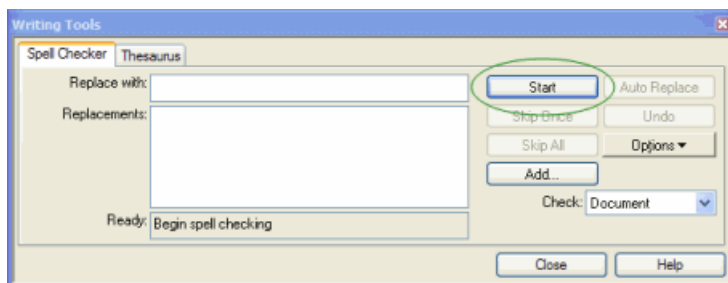 Writing Tools
Spell Checker Thesaurus
Replace with: Start Auto Replace
Replacements: Skip Once Undo
Skip All Options
Add...
Check: Document
Ready: Begin spell checking
Close Help